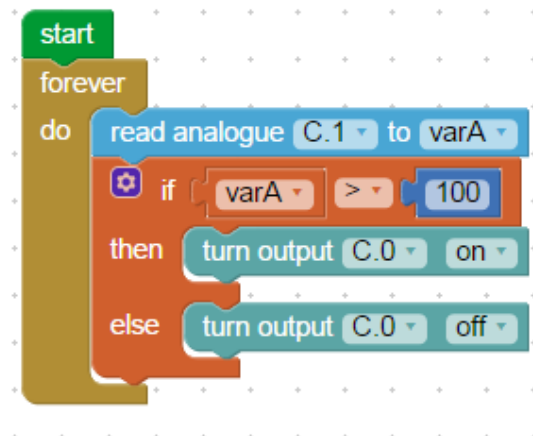 start
forever
do read analogue C.1 to varA
if varA > 100
then turn output C.0 on
else turn output C.0 off